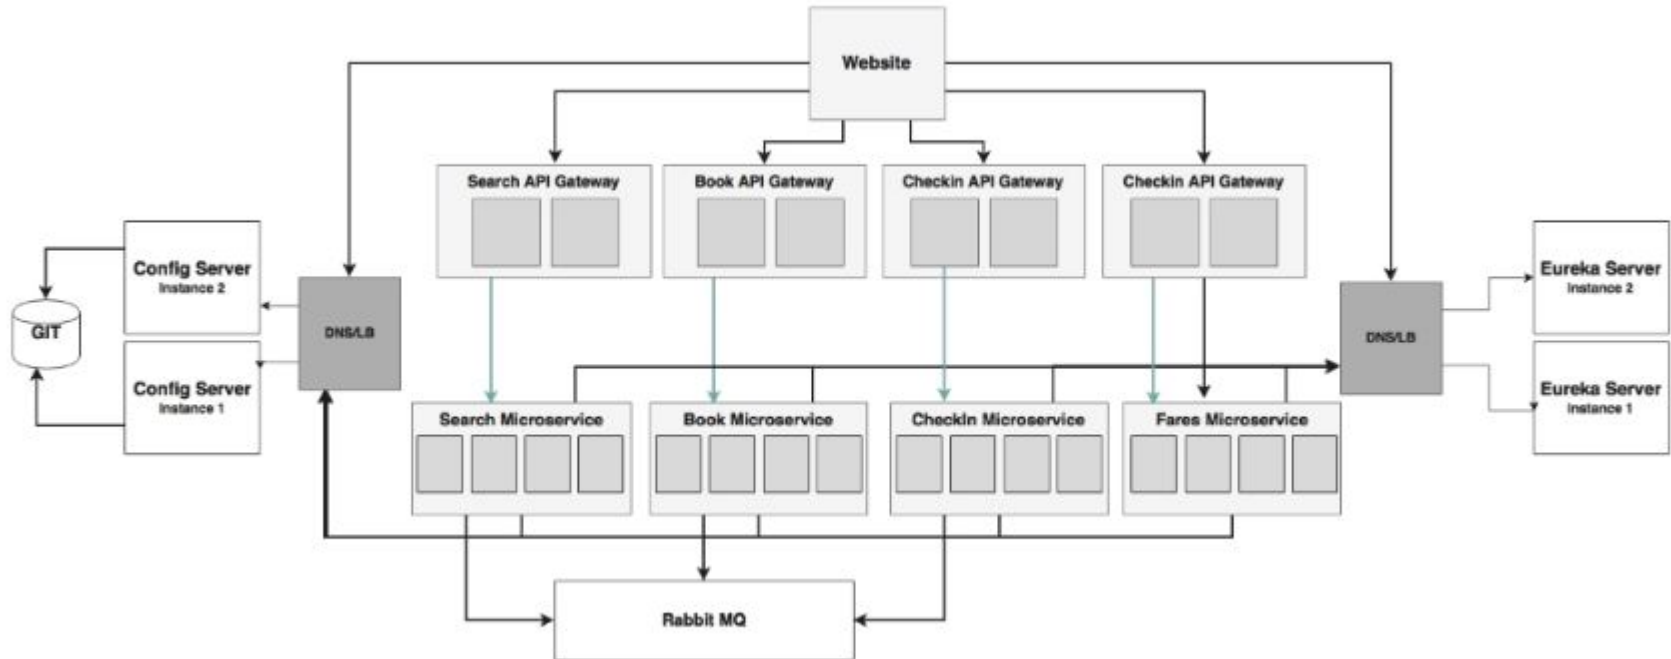 Website
Search API Gateway
Book API Gateway
CheckIn API Gateway
CheckIn API Gateway
Config Server
Instance 2
GIT
DNS/LB
Config Server
Instance 1
Eureka Server
Instance 2
DNS/LB
Eureka Server
Instance 1
Search Microservice
Book Microservice
CheckIn Microservice
Fares Microservice
Rabbit MQ